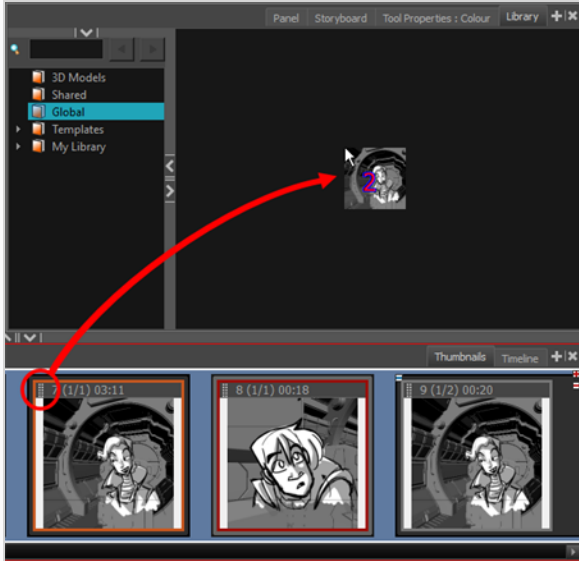 Panel Storyboard Tool Properties : Colour Library
3D Models
Shared
Global
Templates
My Library
2
Thumbnails Timeline
7 (1/1) 03:11 8 (1/1) 00:18 9 (1/2) 00:20